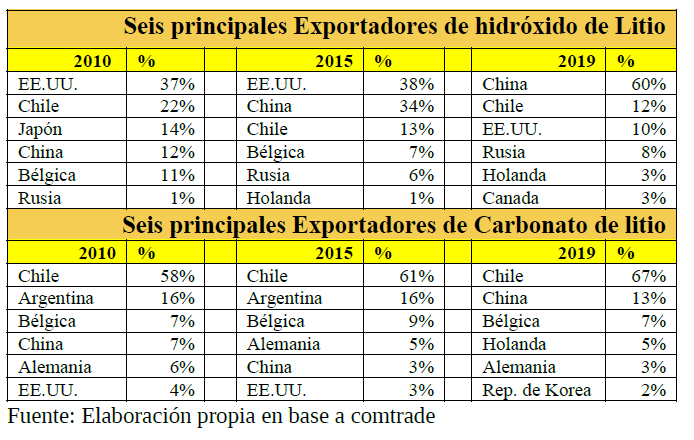 Seis principales Exportadores de hidróxido de Litio
2010 % 2015 % 2019 %
EE.UU. 37% EE.UU. 38% China 60%
Chile 22% China 34% Chile 12%
Japón 14% Chile 13% EE.UU. 10%
China 12% Bélgica 7% Rusia 8%
Bélgica 11% Rusia 6% Holanda 3%
Rusia 1% Holanda 1% Canada 3%
Seis principales Exportadores de Carbonato de litio
2010 % 2015 % 2019 %
Chile 58% Chile 61% Chile 67%
Argentina 16% Argentina 16% China 13%
Bélgica 7% Bélgica 9% Bélgica 7%
China 7% Alemania 5% Holanda 5%
Alemania 6% China 3% Alemania 3%
EE.UU. 4% EE.UU. 3% Rep. de Korea 2%
Fuente: Elaboración propia en base a comtrade